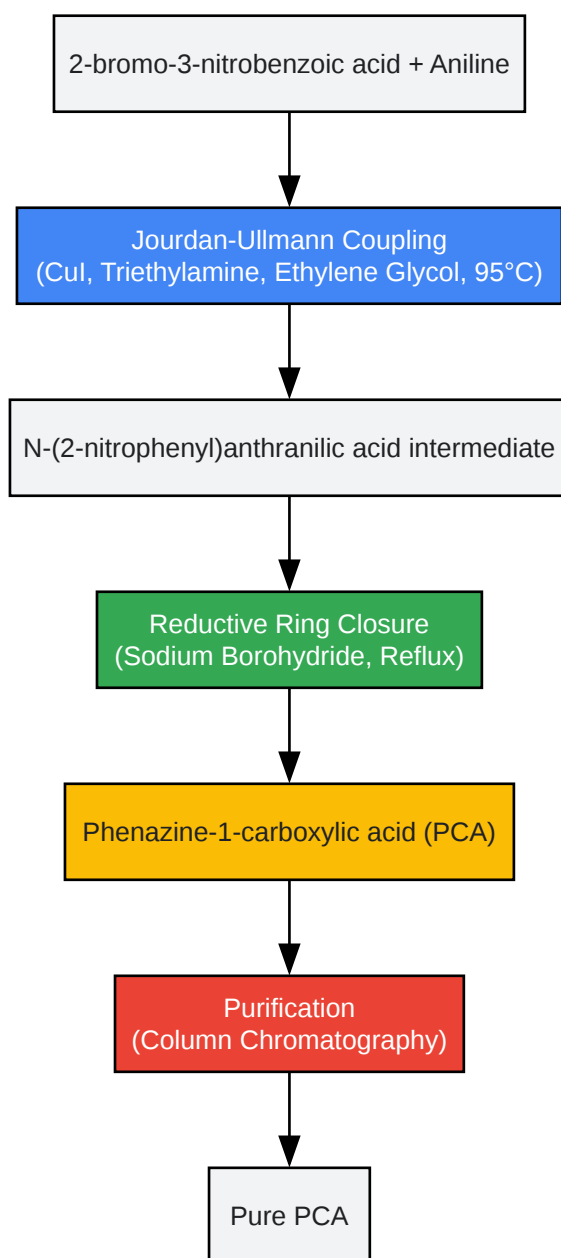 2-bromo-3-nitrobenzoic acid + Aniline
Jourdan-Ullmann Coupling
(CuI, Triethylamine, Ethylene Glycol, 95°C)
N-(2-nitrophenyl)anthranilic acid intermediate
Reductive Ring Closure
(Sodium Borohydride, Reflux)
Phenazine-1-carboxylic acid (PCA)
Purification
(Column Chromatography)
Pure PCA